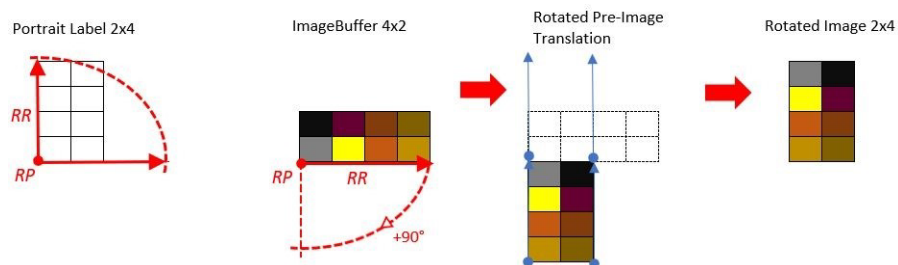 Portrait Label 2x4
RR
RP
ImageBuffer 4x2
RP
RR
+90°
Rotated Pre-Image
Translation
Rotated Image 2x4